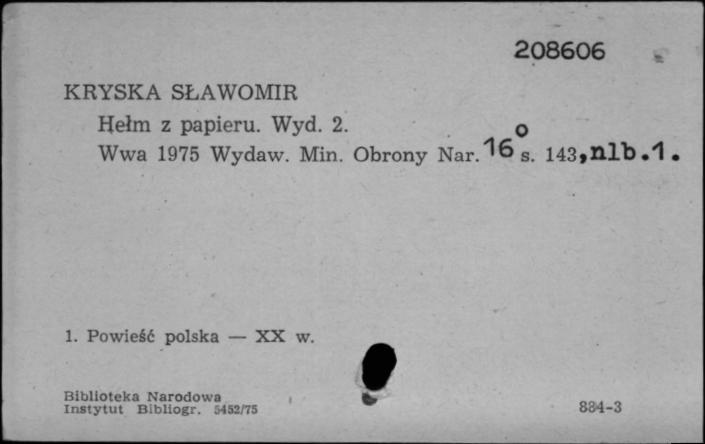 208606
KRYSKA SŁAWOMIR
Hełm z papieru. Wyd. 2.
Wwa 1975 Wydaw. Min. Obrony Nar. 16° s. 143, nlb.1.
1. Powieść polska — XX w.
Biblioteka Narodowa
Instytut Bibliogr. 5452/75
884-3